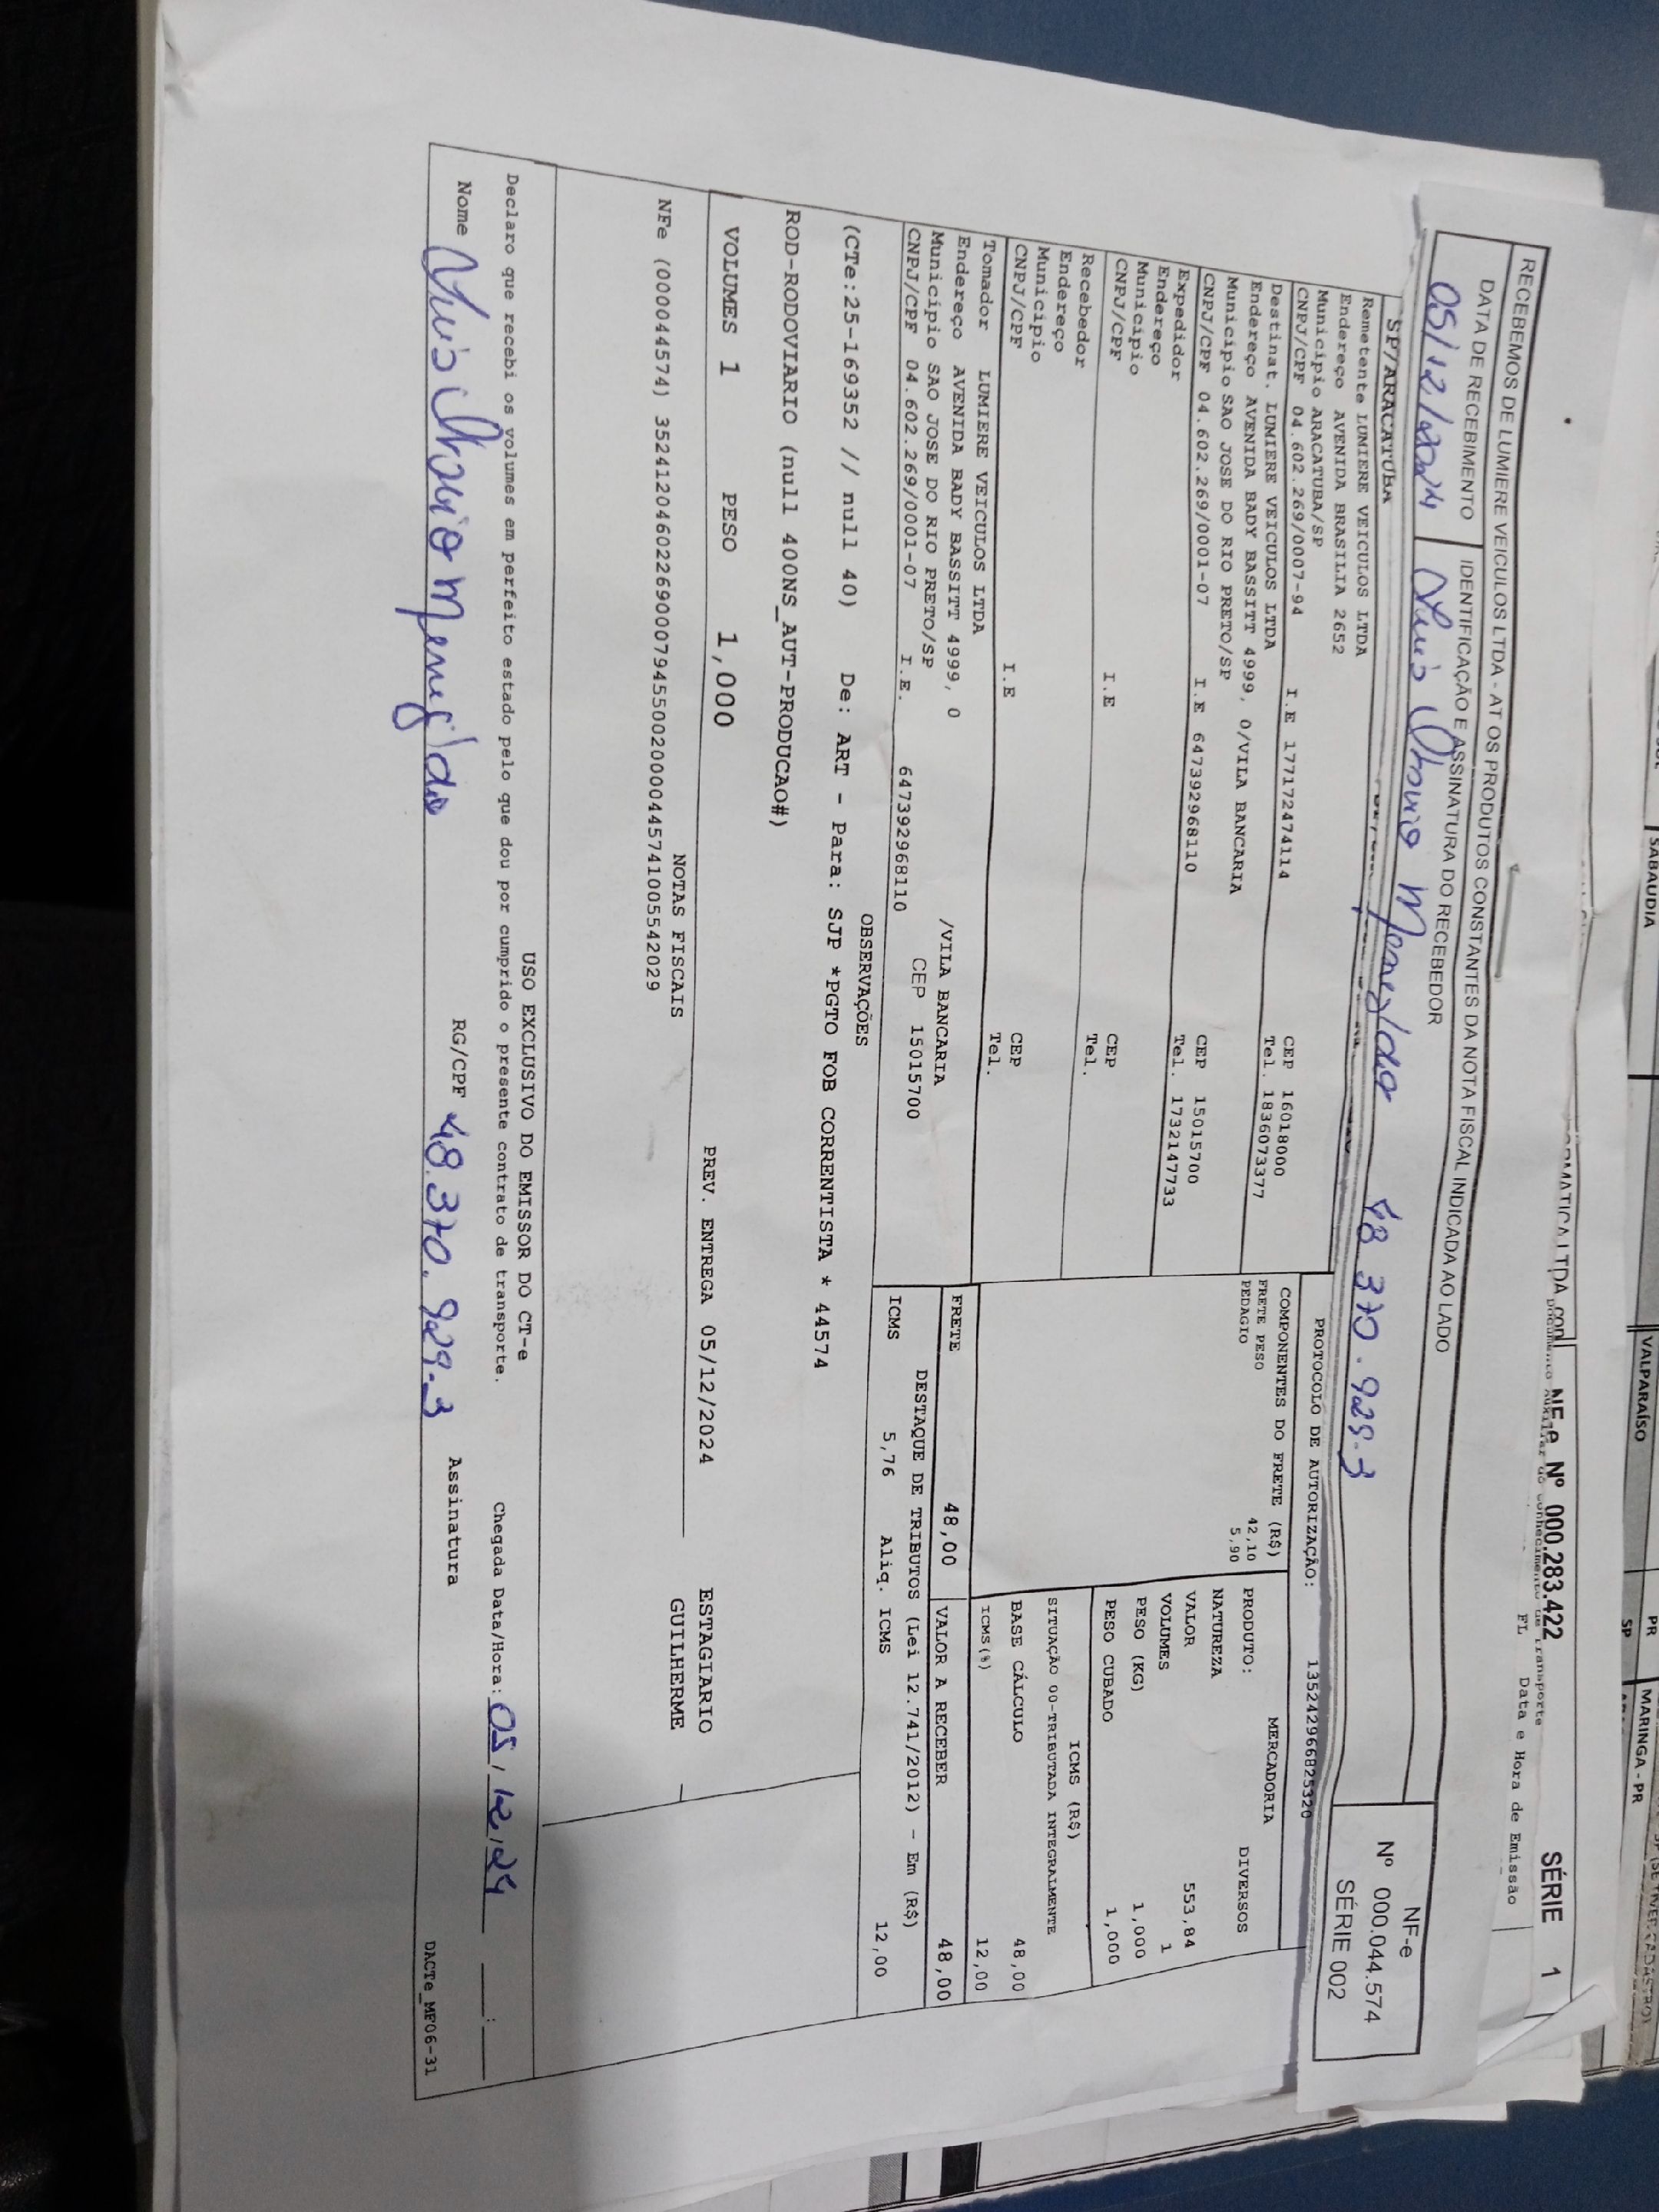 SABAUDIA
VALPARAÍSO
PR
SP
MARINGA - PR
NF-e Nº 000.283.422
SÉRIE 1
FL Data e Hora de Emissão
RECEBEMOS DE LUMIERE VEICULOS LTDA - AT OS PRODUTOS CONSTANTES DA NOTA FISCAL INDICADA AO LADO
DATA DE RECEBIMENTO
IDENTIFICAÇÃO E ASSINATURA DO RECEBEDOR
05/12/2024
48 370.929-3
NF-e
Nº 000.044.574
SÉRIE 002
SP/ARACATUBA
PROTOCOLO DE AUTORIZAÇÃO: 135242966825320
Remetente LUMIERE VEICULOS LTDA
Endereço AVENIDA BRASILIA 2652
Municipio ARACATUBA/SP
CEP 16018000
CNPJ/CPF 04.602.269/0007-94 I.E 177172474114 Tel. 1836073377
Destinat. LUMIERE VEICULOS LTDA
Endereço AVENIDA BADY BASSITT 4999, 0/VILA BANCARIA
Municipio SAO JOSE DO RIO PRETO/SP
CEP 15015700
CNPJ/CPF 04.602.269/0001-07 I.E 647392968110 Tel. 1732147733
Expedidor
Endereço
Municipio
CEP
CNPJ/CPF I.E Tel.
Recebedor
Endereço
Municipio
CEP
CNPJ/CPF I.E Tel.
Tomador LUMIERE VEICULOS LTDA
Endereço AVENIDA BADY BASSITT 4999, 0 /VILA BANCARIA
Municipio SAO JOSE DO RIO PRETO/SP CEP 15015700
CNPJ/CPF 04.602.269/0001-07 I.E. 647392968110
COMPONENTES DO FRETE (R$)
FRETE PESO 42,10
PEDAGIO 5,90
MERCADORIA
PRODUTO: DIVERSOS
NATUREZA
VALOR 553,84
VOLUMES 1
PESO (KG) 1,000
PESO CUBADO 1,000
ICMS (R$)
SITUAÇÃO 00-TRIBUTADA INTEGRALMENTE
BASE CÁLCULO 48,00
ICMS(%) 12,00
FRETE 48,00 VALOR A RECEBER 48,00
DESTAQUE DE TRIBUTOS (Lei 12.741/2012) - Em (R$)
ICMS 5,76 Aliq. ICMS 12,00
OBSERVAÇÕES
(CTe:25-169352 // null 40) De: ART - Para: SJP *PGTO FOB CORRENTISTA * 44574
ROD-RODOVIARIO (null 400NS_AUT-PRODUCAO#)
VOLUMES 1 PESO 1,000 PREV. ENTREGA 05/12/2024 ESTAGIARIO
NOTAS FISCAIS
GUILHERME
NFe (000044574) 35241204602269000794550020000445741005542029
USO EXCLUSIVO DO EMISSOR DO CT-e
Declaro que recebi os volumes em perfeito estado pelo que dou por cumprido o presente contrato de transporte. Chegada Data/Hora: 05/12/24 __:__
Nome RG/CPF 48.370.929-3 Assinatura
DACTe_MF06-31